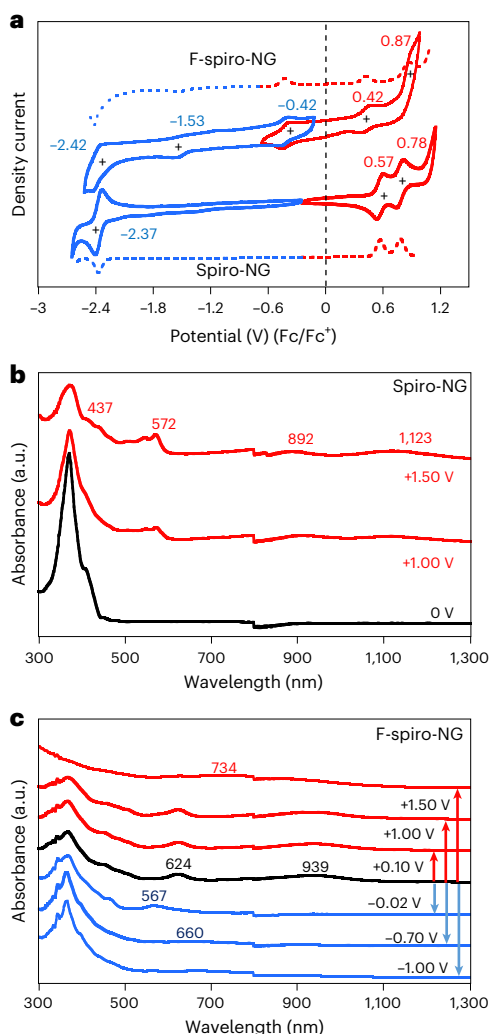 a
F-spiro-NG
0.87
−0.42
0.42
−1.53
−2.42
0.78
0.57
−2.37
Spiro-NG
Density current
−3 −2.4 −1.8 −1.2 −0.6 0 0.6 1.2
Potential (V) (Fc/Fc⁺)
b
Spiro-NG
437
572
892
1,123
+1.50 V
+1.00 V
0 V
Absorbance (a.u.)
300 500 700 900 1,100 1,300
Wavelength (nm)
c
F-spiro-NG
734
+1.50 V
+1.00 V
+0.10 V
624
939
567
−0.02 V
660
−0.70 V
−1.00 V
Absorbance (a.u.)
300 500 700 900 1,100 1,300
Wavelength (nm)